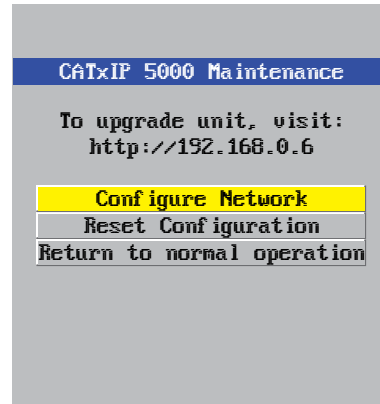 CATxIP 5000 Maintenance
To upgrade unit, visit:
http://192.168.0.6
Configure Network
Reset Configuration
Return to normal operation